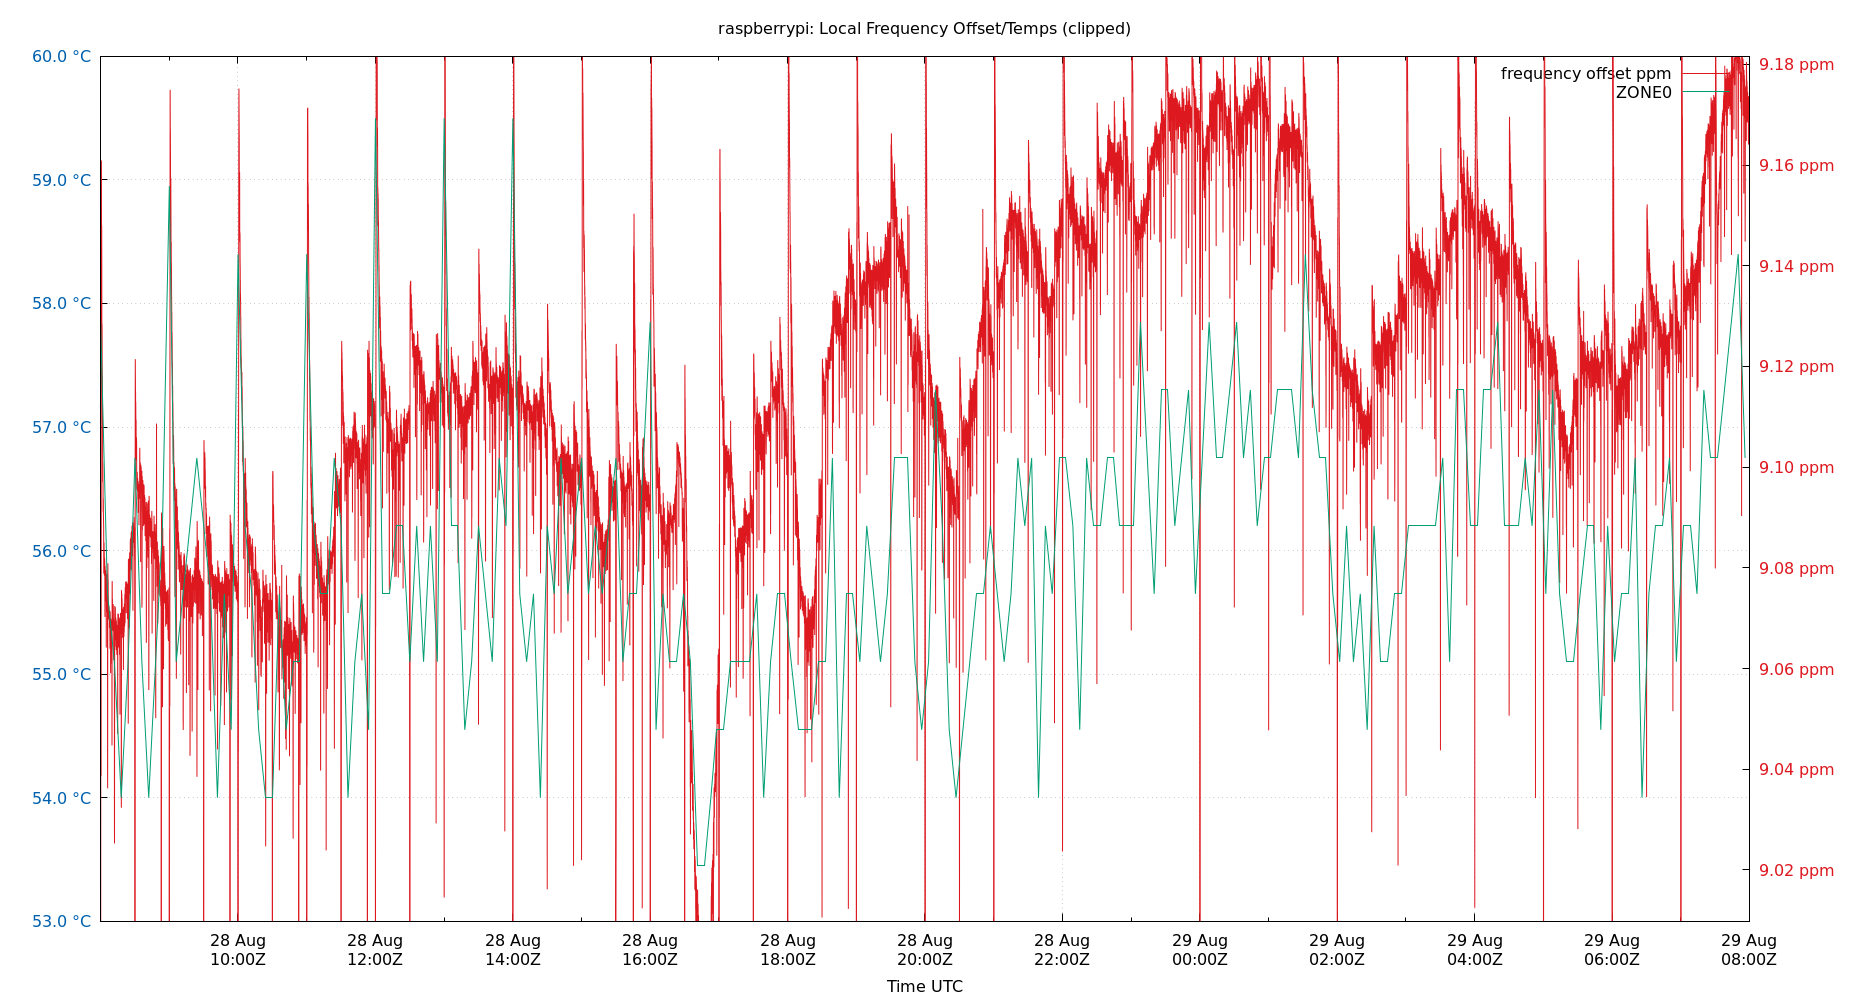 raspberrypi: Local Frequency Offset/Temps (clipped)
frequency offset ppm
ZONE0
60.0 °C
59.0 °C
58.0 °C
57.0 °C
56.0 °C
55.0 °C
54.0 °C
53.0 °C
9.18 ppm
9.16 ppm
9.14 ppm
9.12 ppm
9.10 ppm
9.08 ppm
9.06 ppm
9.04 ppm
9.02 ppm
28 Aug
10:00Z
28 Aug
12:00Z
28 Aug
14:00Z
28 Aug
16:00Z
28 Aug
18:00Z
28 Aug
20:00Z
28 Aug
22:00Z
29 Aug
00:00Z
29 Aug
02:00Z
29 Aug
04:00Z
29 Aug
06:00Z
29 Aug
08:00Z
Time UTC